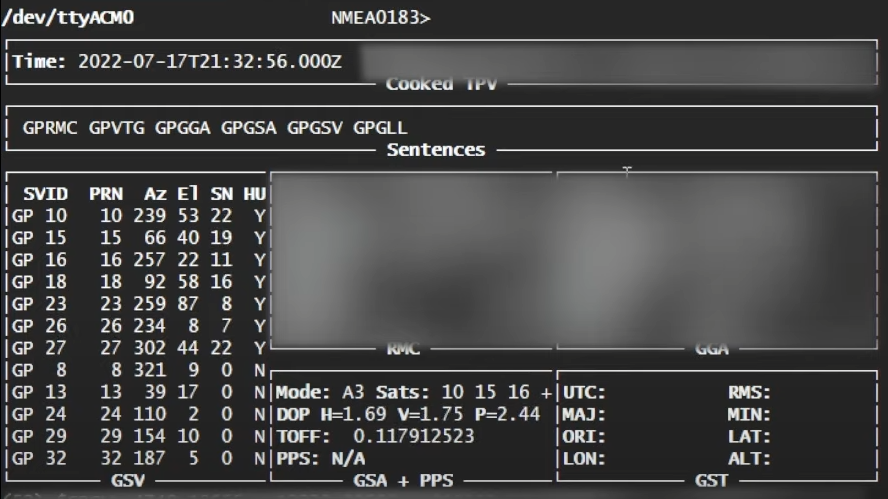 /dev/ttyACM0 NMEA0183>
Time: 2022-07-17T21:32:56.000Z
Cooked TPV
GPRMC GPVTG GPGGA GPGSA GPGSV GPGLL
Sentences
SVID PRN Az El SN HU
GP 10 10 239 53 22 Y
GP 15 15 66 40 19 Y
GP 16 16 257 22 11 Y
GP 18 18 92 58 16 Y
GP 23 23 259 87 8 Y
GP 26 26 234 8 7 Y
GP 27 27 302 44 22 Y
GP 8 8 321 9 0 N
GP 13 13 39 17 0 N
GP 24 24 110 2 0 N
GP 29 29 154 10 0 N
GP 32 32 187 5 0 N
GSV
RMC
GGA
Mode: A3 Sats: 10 15 16 +
DOP H=1.69 V=1.75 P=2.44
TOFF: 0.117912523
PPS: N/A
GSA + PPS
UTC: RMS:
MAJ: MIN:
ORI: LAT:
LON: ALT:
GST